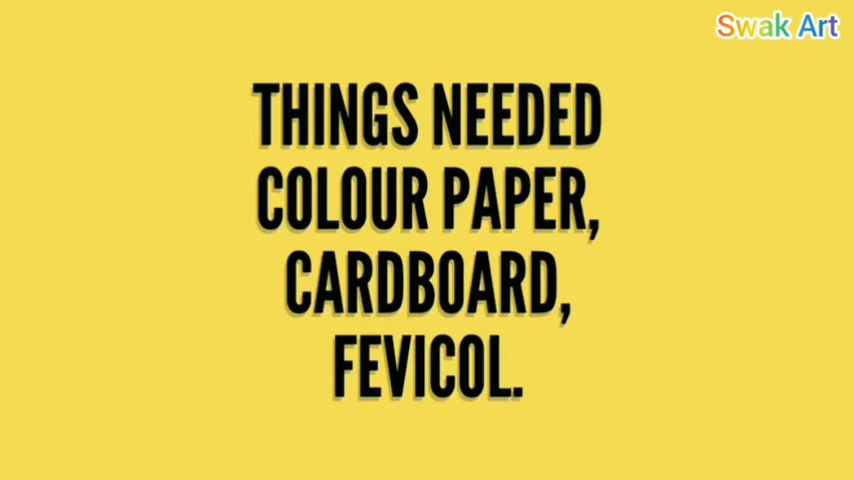 Swak Art
THINGS NEEDED
COLOUR PAPER,
CARDBOARD,
FEVICOL.